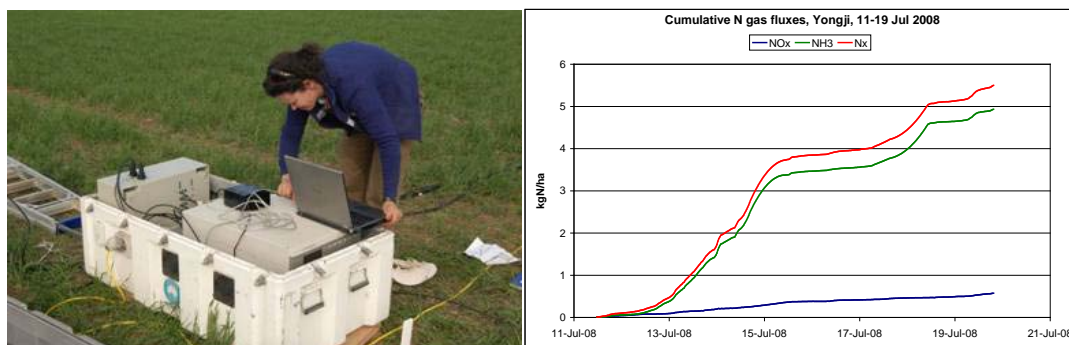 Cumulative N gas fluxes, Yongji, 11-19 Jul 2008
NOx NH3 Nx
6
5
4
3
2
1
0
kgN/ha
11-Jul-08 13-Jul-08 15-Jul-08 17-Jul-08 19-Jul-08 21-Jul-08